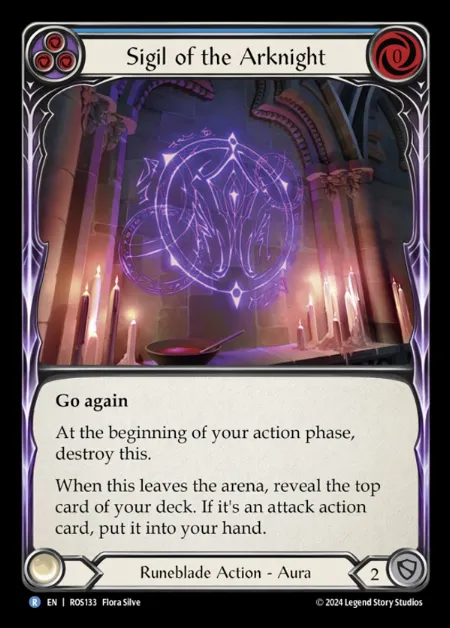 Sigil of the Arknight
0
Go again
At the beginning of your action phase,
destroy this.
When this leaves the arena, reveal the top
card of your deck. If it's an attack action
card, put it into your hand.
Runeblade Action - Aura
2
R EN | ROS133 Flora Silve
© 2024 Legend Story Studios